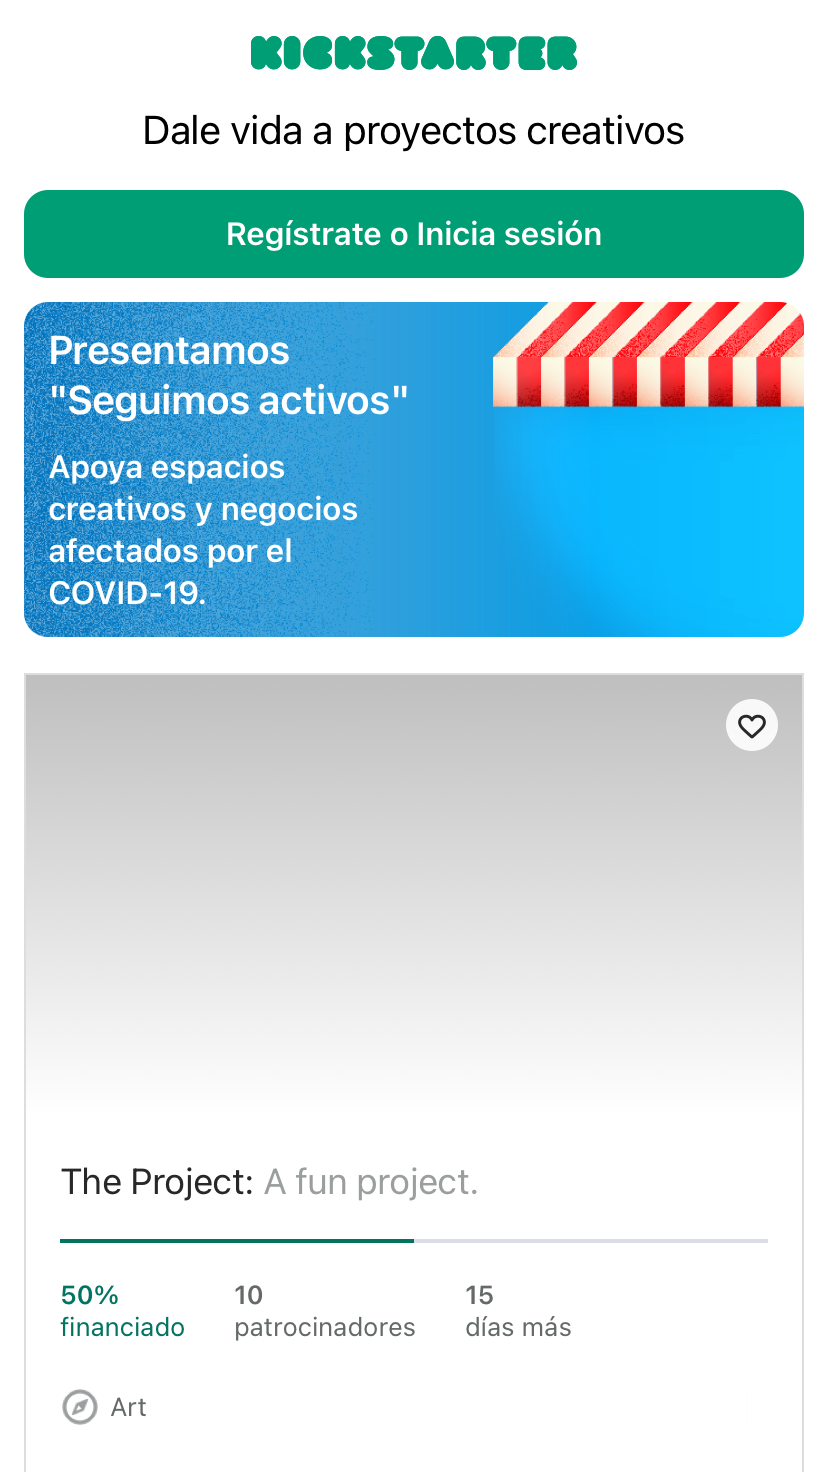 KICKSTARTER
Dale vida a proyectos creativos
Regístrate o Inicia sesión
Presentamos
"Seguimos activos"
Apoya espacios
creativos y negocios
afectados por el
COVID-19.
The Project: A fun project.
50% 10 15
financiado patrocinadores días más
Art